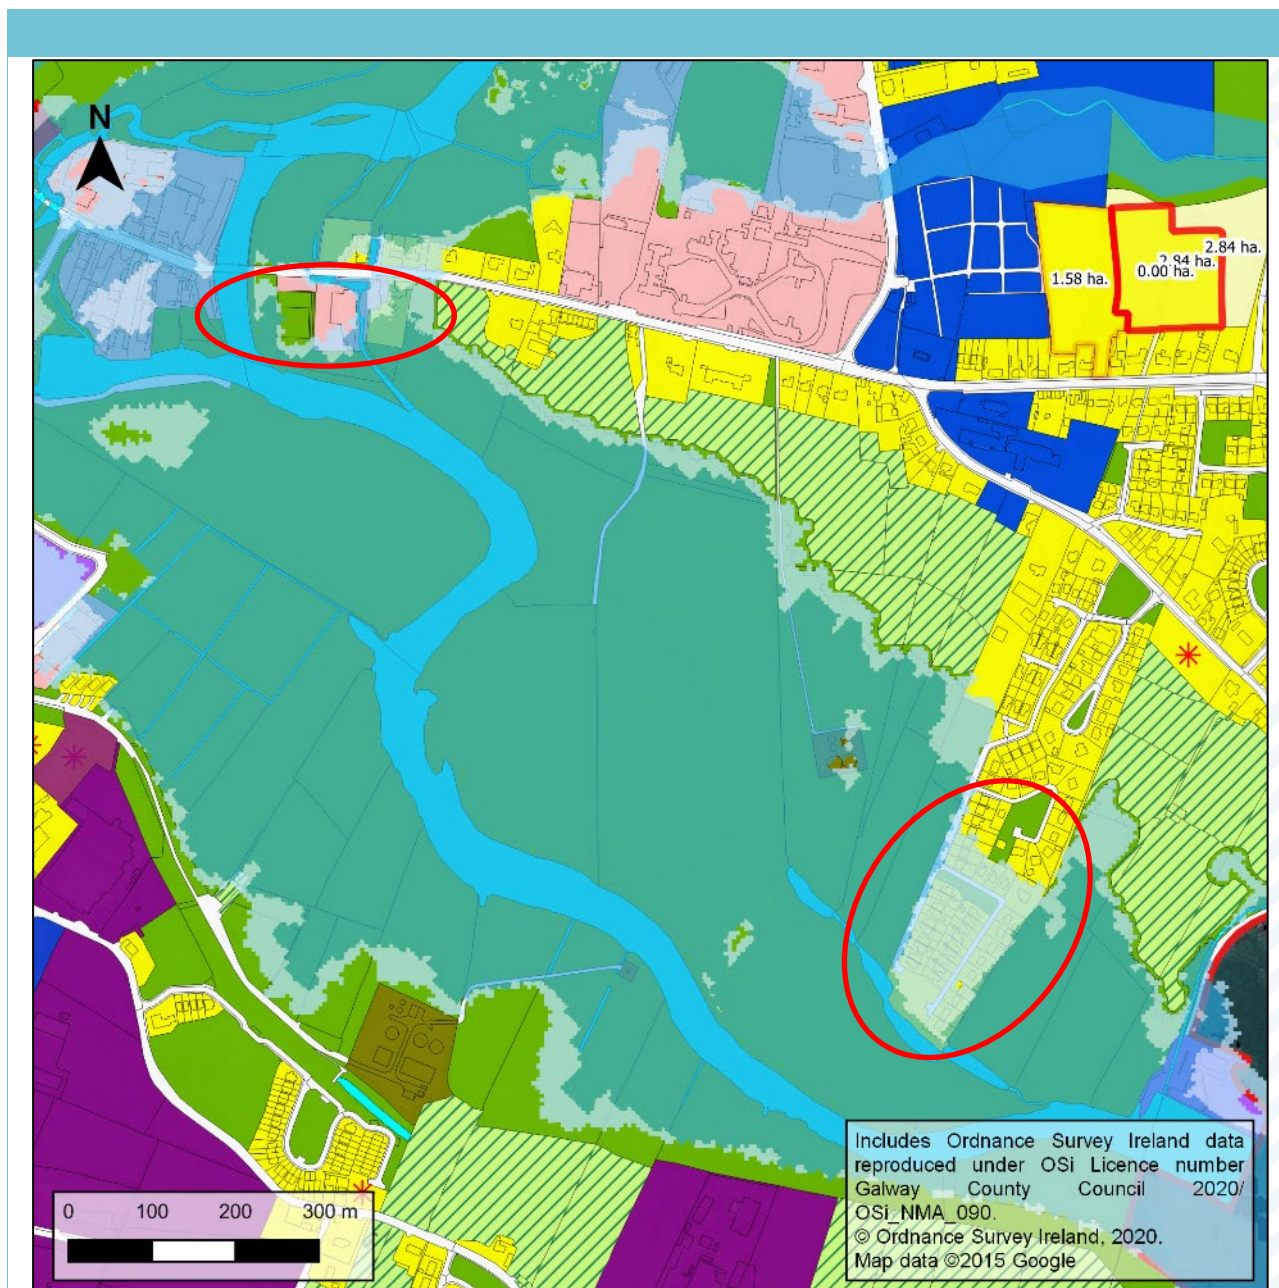 N
2.84 ha.
2.84 ha.
0.00 ha.
1.58 ha.
0 100 200 300 m
Includes Ordnance Survey Ireland data
reproduced under OSi Licence number
Galway County Council 2020/
OSi_NMA_090.
© Ordnance Survey Ireland, 2020.
Map data ©2015 Google